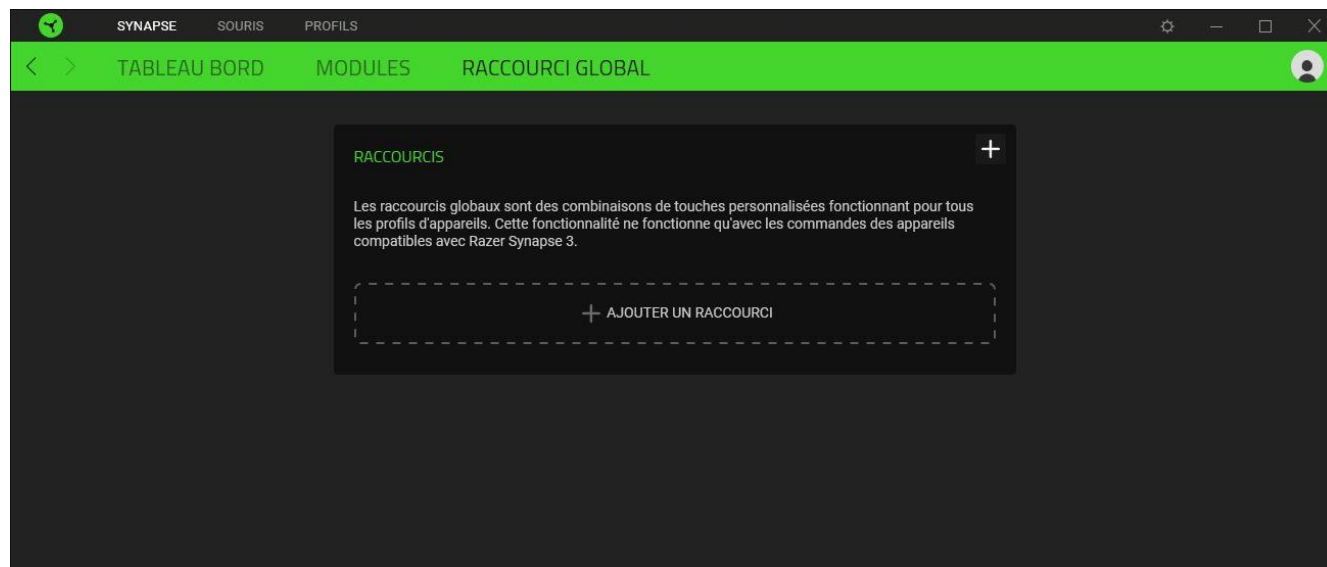 SYNAPSE SOURIS PROFILS
TABLEAU BORD MODULES RACCOURCI GLOBAL
RACCOURCIS
Les raccourcis globaux sont des combinaisons de touches personnalisées fonctionnant pour tous
les profils d'appareils. Cette fonctionnalité ne fonctionne qu'avec les commandes des appareils
compatibles avec Razer Synapse 3.
AJOUTER UN RACCOURCI